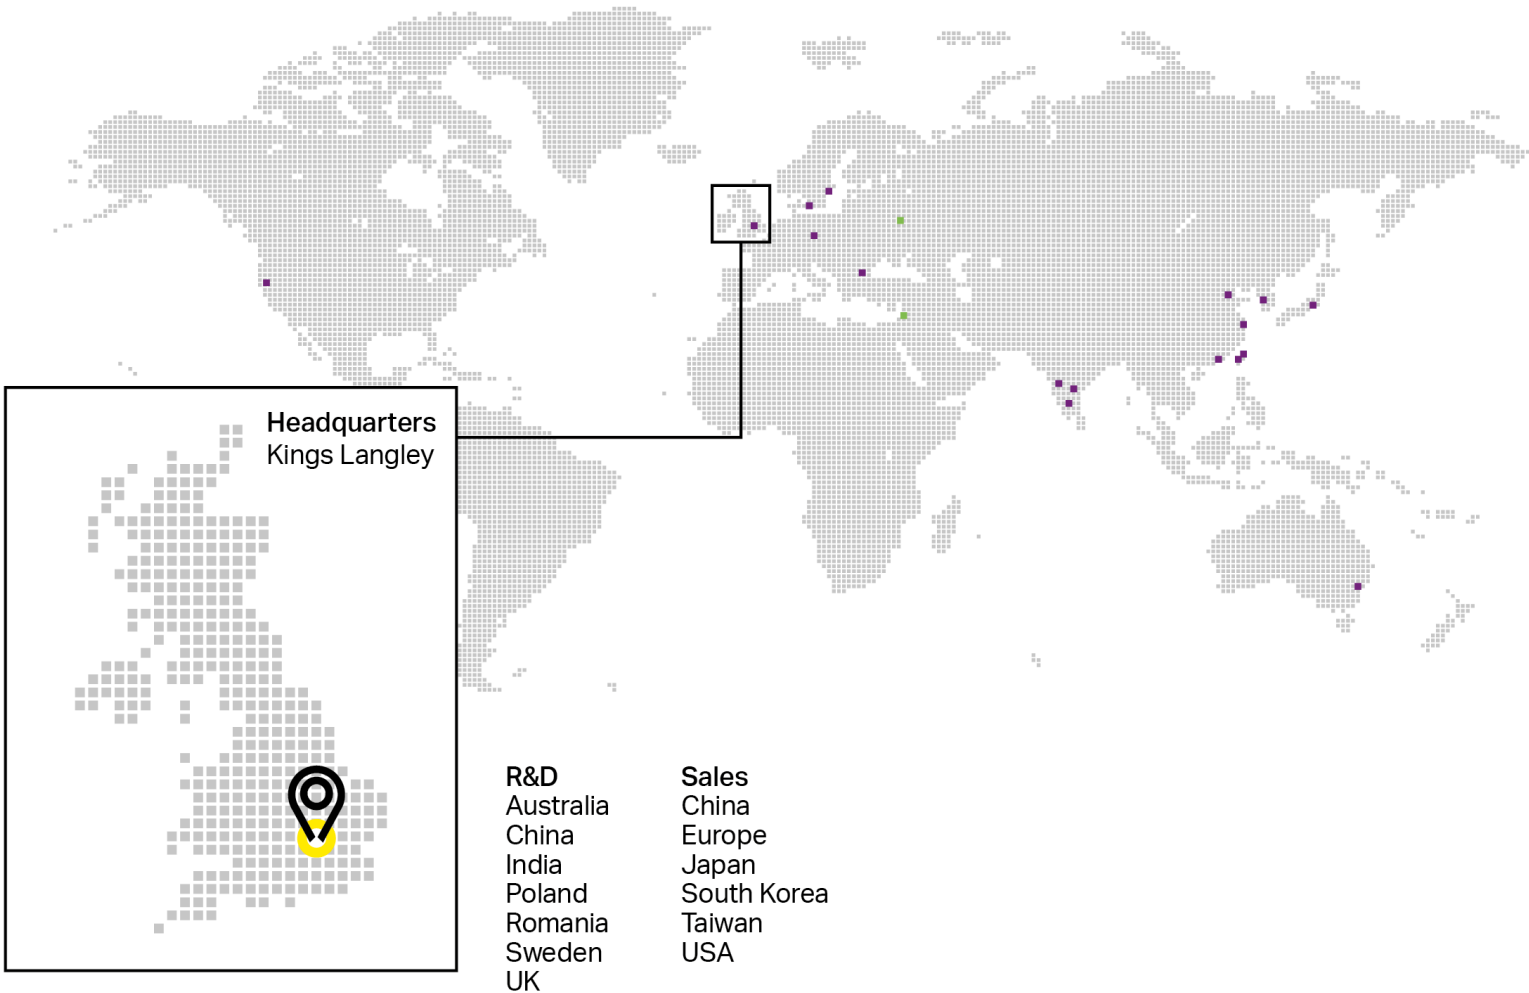 Headquarters
Kings Langley
R&D
Australia
China
India
Poland
Romania
Sweden
UK
Sales
China
Europe
Japan
South Korea
Taiwan
USA